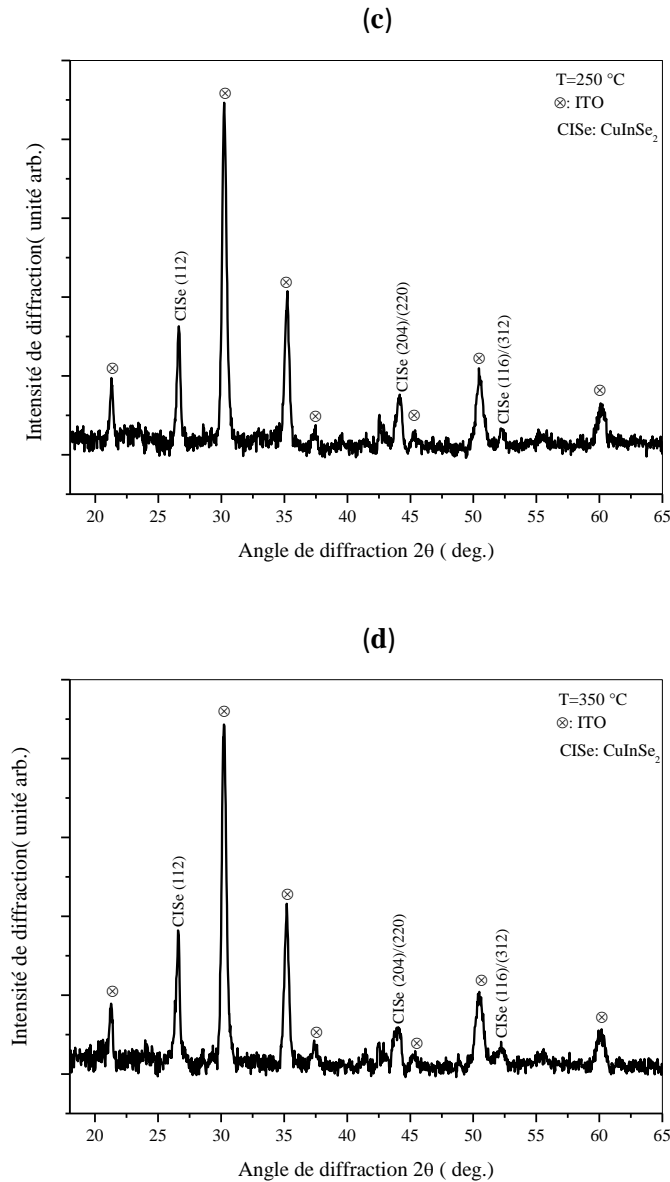 (c)
T=250 °C
⊗: ITO
CISe: CuInSe₂
Intensité de diffraction( unité arb.)
⊗
CISe (112)
⊗
⊗
⊗
CISe (204)/(220)
⊗
⊗
CISe (116)/(312)
⊗
20 25 30 35 40 45 50 55 60 65
Angle de diffraction 2θ ( deg.)
(d)
T=350 °C
⊗: ITO
CISe: CuInSe₂
Intensité de diffraction( unité arb.)
⊗
CISe (112)
⊗
⊗
⊗
CISe (204)/(220)
⊗
⊗
CISe (116)/(312)
⊗
20 25 30 35 40 45 50 55 60 65
Angle de diffraction 2θ ( deg.)